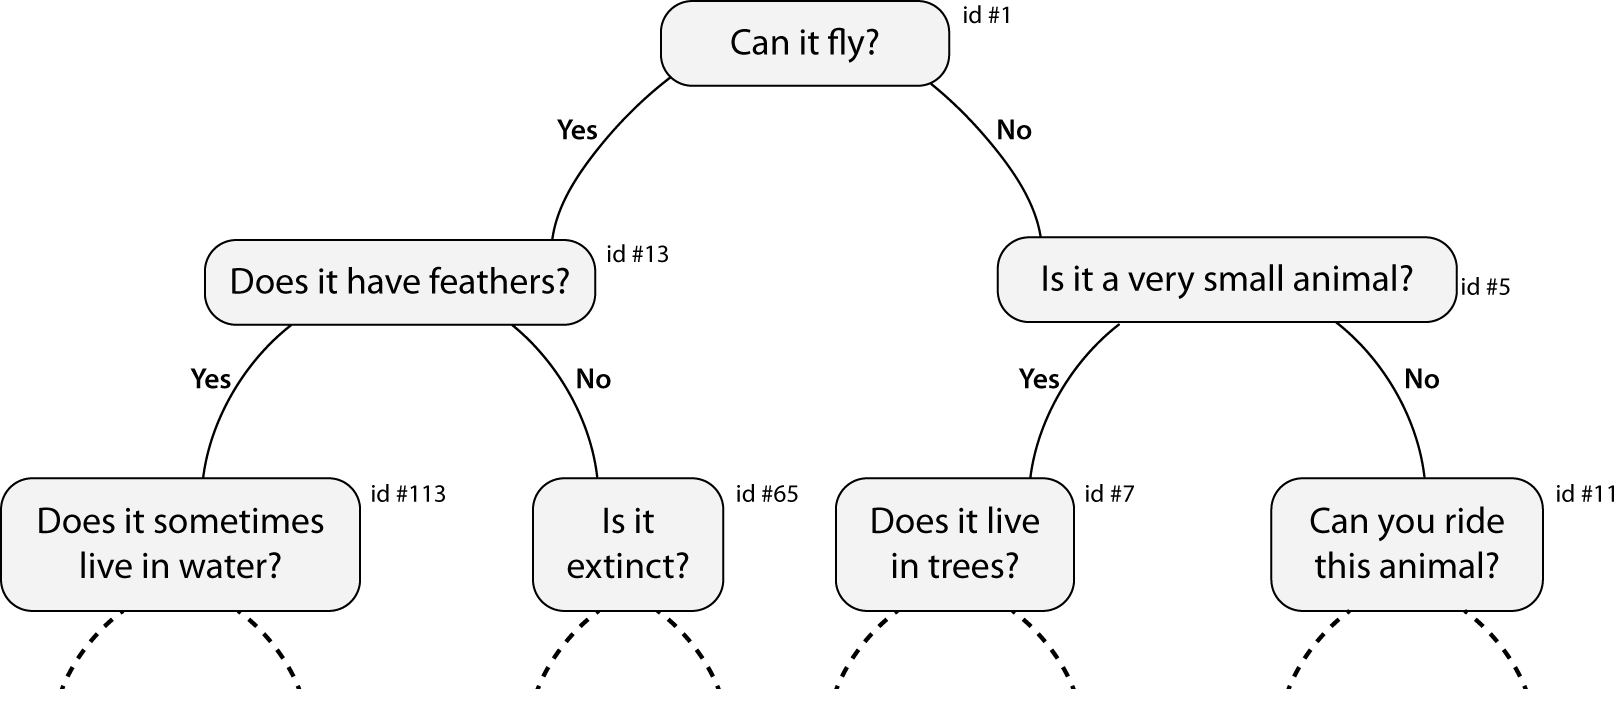 Can it fly?
id #1
Yes
No
Does it have feathers?
id #13
Is it a very small animal?
id #5
Yes
No
Yes
No
Does it sometimes
live in water?
id #113
Is it
extinct?
id #65
Does it live
in trees?
id #7
Can you ride
this animal?
id #11